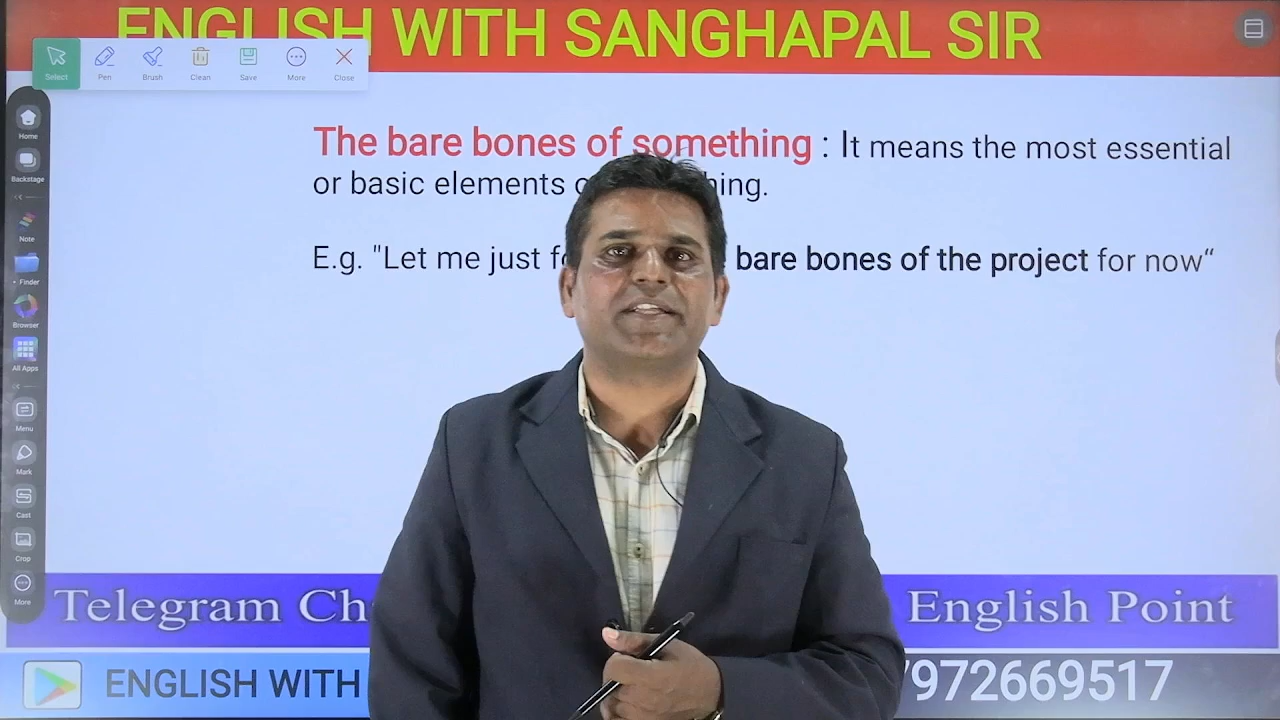 ENGLISH WITH SANGHAPAL SIR
Select Pen Brush Clean Save More Close
Home
Backstage
Note
Finder
Browser
All Apps
Menu
Mark
Cast
Crop
More
The bare bones of something : It means the most essential
or basic elements hing.
E.g. "Let me just bare bones of the project for now“
Telegram English Point
ENGLISH WITH 7972669517